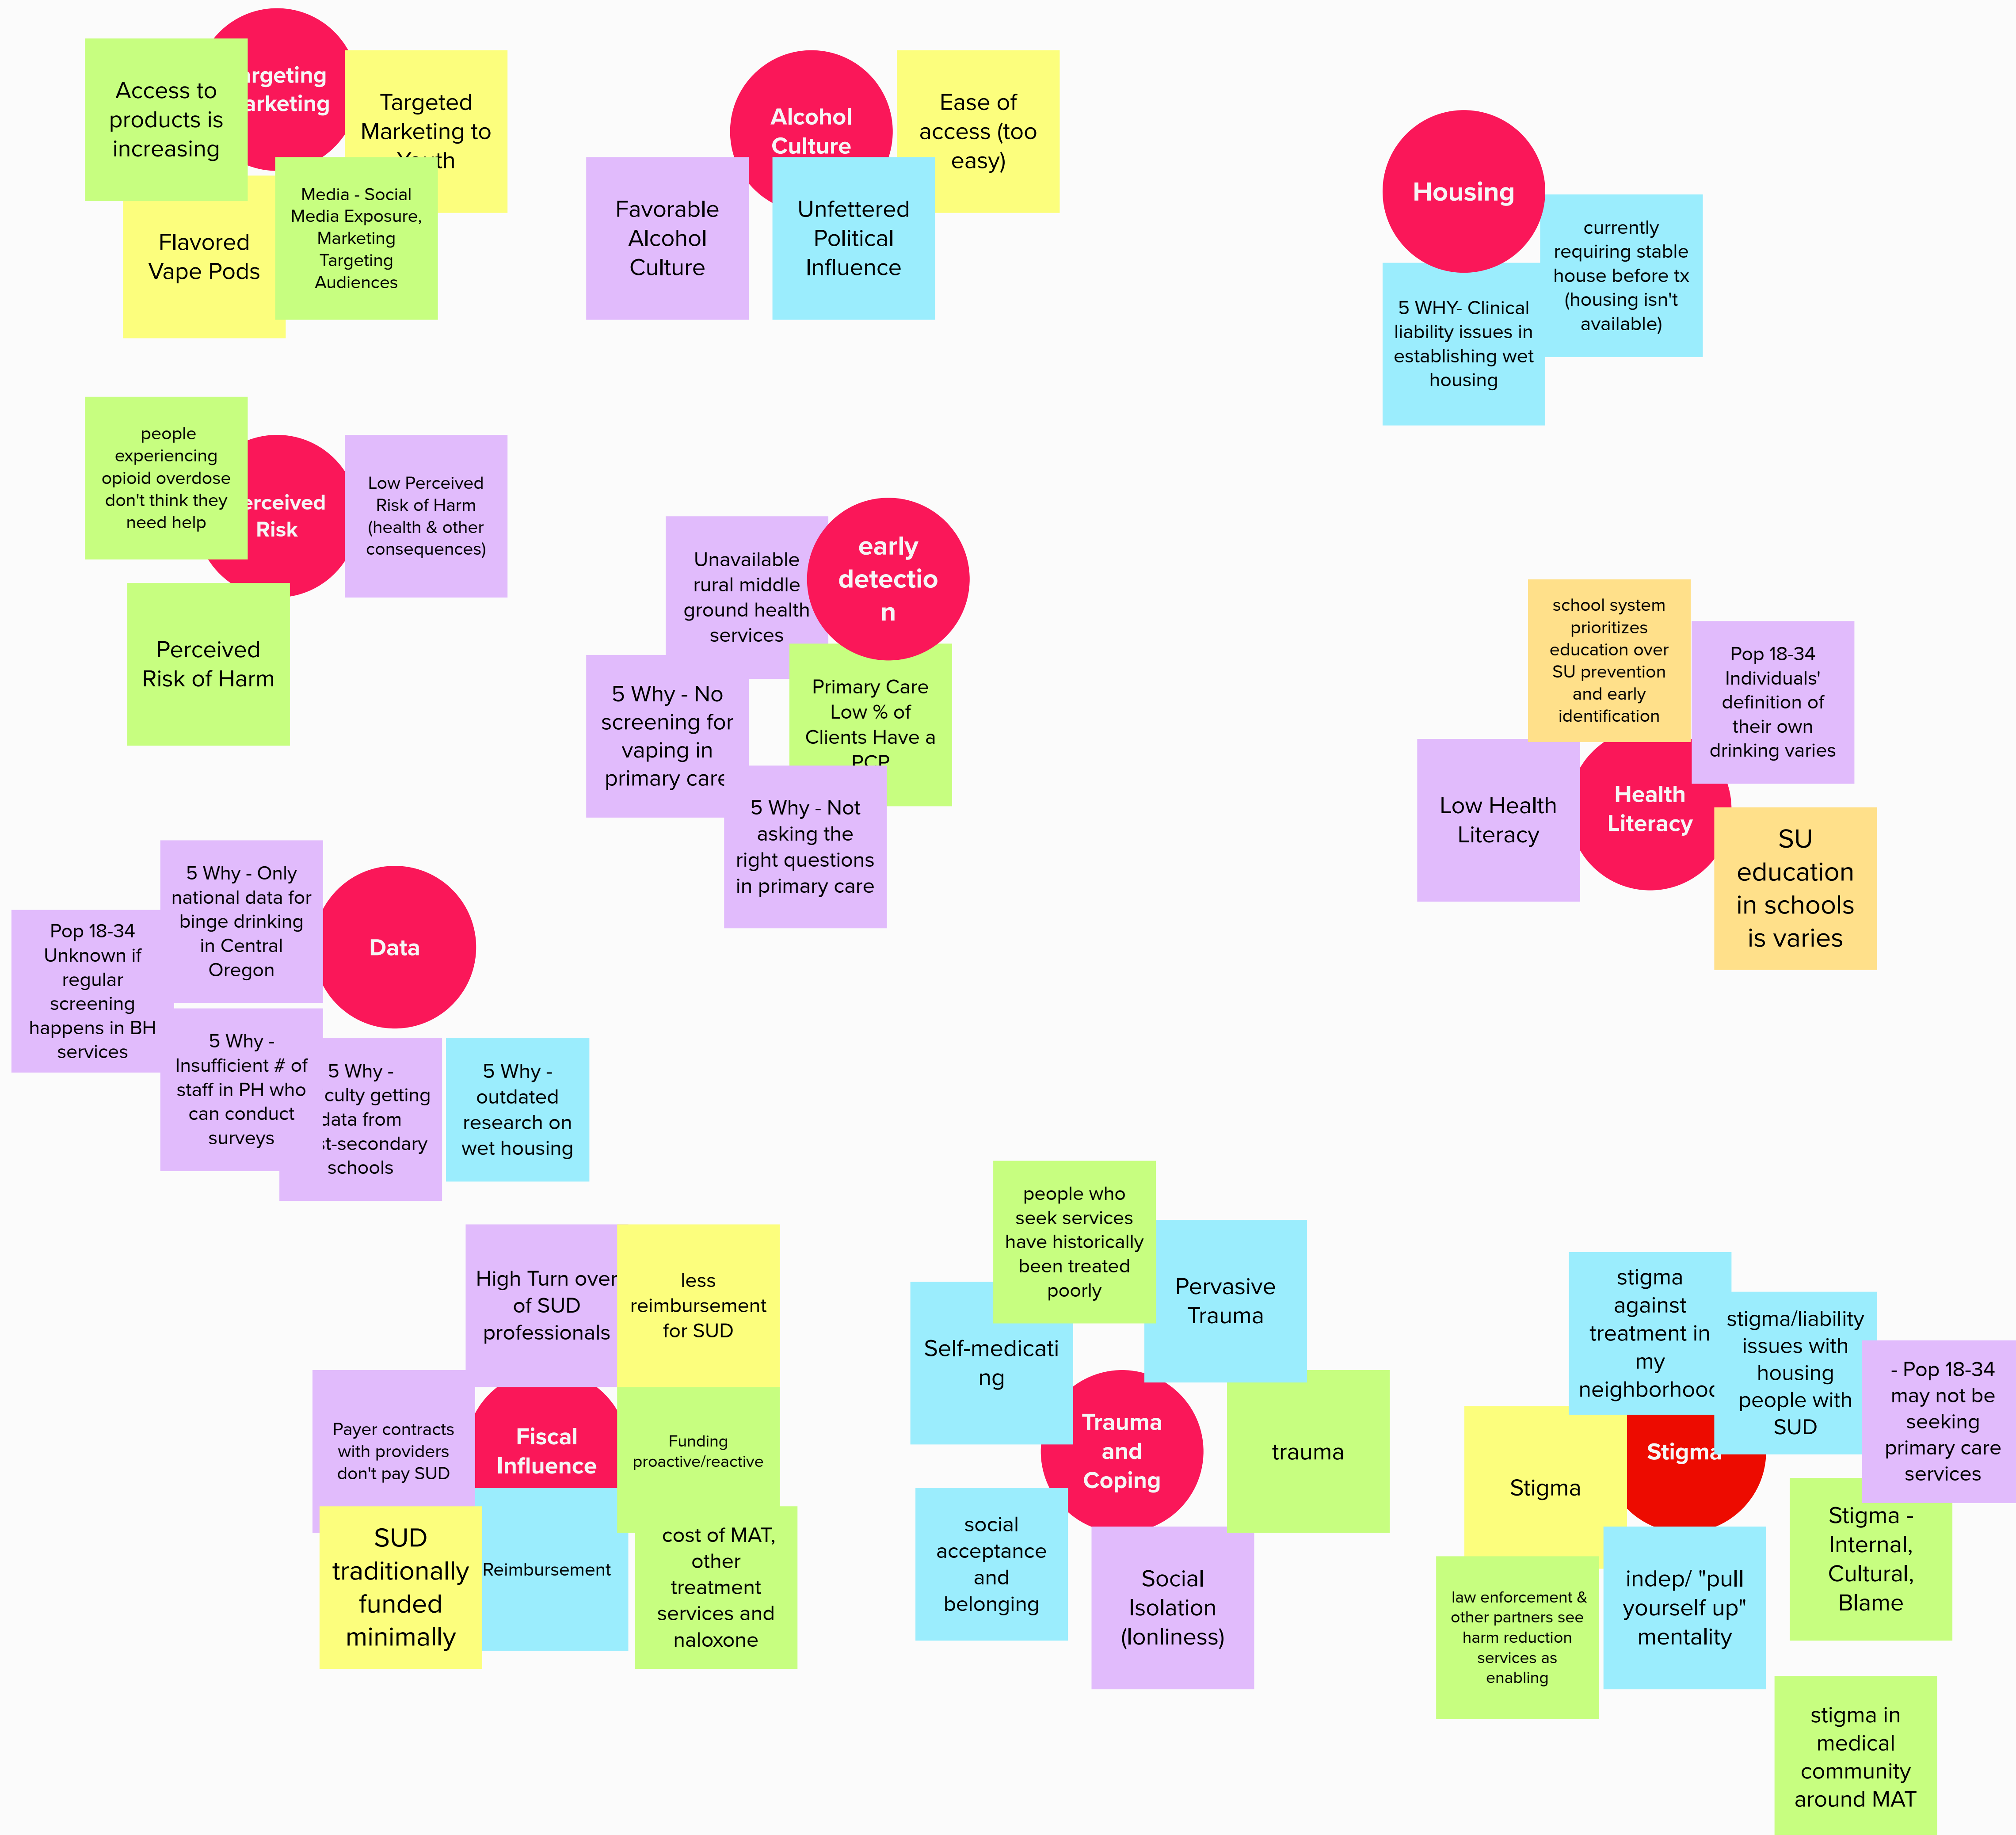 Access to
products is
increasing
argeting
arketing
Targeted
Marketing to
Youth
Flavored
Vape Pods
Media - Social
Media Exposure,
Marketing
Targeting
Audiences
Alcohol
Culture
Ease of
access (too
easy)
Favorable
Alcohol
Culture
Unfettered
Political
Influence
Housing
currently
requiring stable
house before tx
(housing isn't
available)
5 WHY- Clinical
liability issues in
establishing wet
housing
people
experiencing
opioid overdose
don't think they
need help
erceived
Risk
Low Perceived
Risk of Harm
(health & other
consequences)
Perceived
Risk of Harm
Unavailable
rural middle
ground health
services
early
detectio
n
5 Why - No
screening for
vaping in
primary care
Primary Care
Low % of
Clients Have a
PCP
5 Why - Not
asking the
right questions
in primary care
school system
prioritizes
education over
SU prevention
and early
identification
Pop 18-34
Individuals'
definition of
their own
drinking varies
Low Health
Literacy
Health
Literacy
SU
education
in schools
is varies
5 Why - Only
national data for
binge drinking
in Central
Oregon
Data
Pop 18-34
Unknown if
regular
screening
happens in BH
services
5 Why -
Insufficient # of
staff in PH who
can conduct
surveys
5 Why -
culty getting
data from
st-secondary
schools
5 Why -
outdated
research on
wet housing
High Turn over
of SUD
professionals
less
reimbursement
for SUD
Payer contracts
with providers
don't pay SUD
Fiscal
Influence
Funding
proactive/reactive
SUD
traditionally
funded
minimally
Reimbursement
cost of MAT,
other
treatment
services and
naloxone
people who
seek services
have historically
been treated
poorly
Pervasive
Trauma
Self-medicati
ng
Trauma
and
Coping
trauma
social
acceptance
and
belonging
Social
Isolation
(lonliness)
stigma
against
treatment in
my
neighborhood
stigma/liability
issues with
housing
people with
SUD
- Pop 18-34
may not be
seeking
primary care
services
Stigma
Stigma
Stigma -
Internal,
Cultural,
Blame
law enforcement &
other partners see
harm reduction
services as
enabling
indep/ "pull
yourself up"
mentality
stigma in
medical
community
around MAT